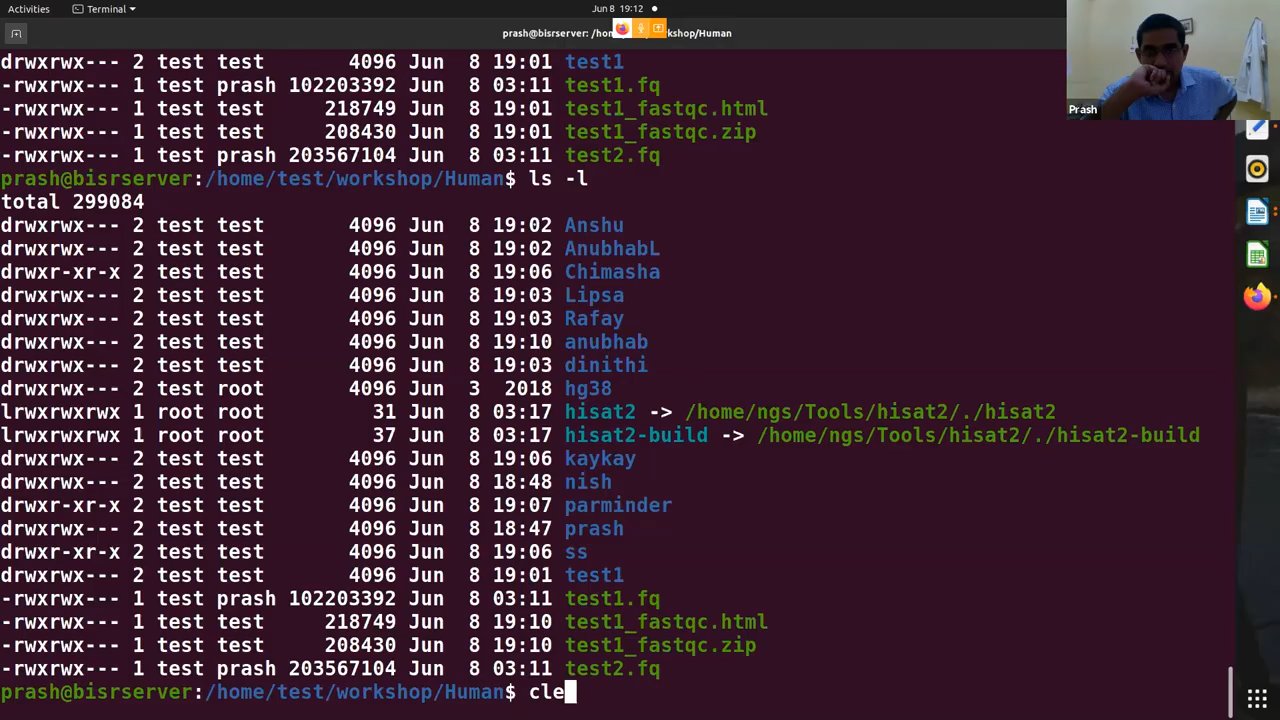 Activities Terminal Jun 8 19:12
prash@bisrserver: /hom kshop/Human
Prash
drwxrwx--- 2 test test 4096 Jun 8 19:01 test1
-rwxrwx--- 1 test prash 102203392 Jun 8 03:11 test1.fq
-rwxrwx--- 1 test test 218749 Jun 8 19:01 test1_fastqc.html
-rwxrwx--- 1 test test 208430 Jun 8 19:01 test1_fastqc.zip
-rwxrwx--- 1 test prash 203567104 Jun 8 03:11 test2.fq
prash@bisrserver:/home/test/workshop/Human$ ls -l
total 299084
drwxrwx--- 2 test test 4096 Jun 8 19:02 Anshu
drwxrwx--- 2 test test 4096 Jun 8 19:02 AnubhabL
drwxr-xr-x 2 test test 4096 Jun 8 19:06 Chimasha
drwxrwx--- 2 test test 4096 Jun 8 19:03 Lipsa
drwxrwx--- 2 test test 4096 Jun 8 19:03 Rafay
drwxrwx--- 2 test test 4096 Jun 8 19:10 anubhab
drwxrwx--- 2 test test 4096 Jun 8 19:03 dinithi
drwxrwx--- 2 test root 4096 Jun 3 2018 hg38
lrwxrwxrwx 1 root root 31 Jun 8 03:17 hisat2 -> /home/ngs/Tools/hisat2/./hisat2
lrwxrwxrwx 1 root root 37 Jun 8 03:17 hisat2-build -> /home/ngs/Tools/hisat2/./hisat2-build
drwxrwx--- 2 test test 4096 Jun 8 19:06 kaykay
drwxrwx--- 2 test test 4096 Jun 8 18:48 nish
drwxr-xr-x 2 test test 4096 Jun 8 19:07 parminder
drwxrwx--- 2 test test 4096 Jun 8 18:47 prash
drwxr-xr-x 2 test test 4096 Jun 8 19:06 ss
drwxrwx--- 2 test test 4096 Jun 8 19:01 test1
-rwxrwx--- 1 test prash 102203392 Jun 8 03:11 test1.fq
-rwxrwx--- 1 test test 218749 Jun 8 19:10 test1_fastqc.html
-rwxrwx--- 1 test test 208430 Jun 8 19:10 test1_fastqc.zip
-rwxrwx--- 1 test prash 203567104 Jun 8 03:11 test2.fq
prash@bisrserver:/home/test/workshop/Human$ cle